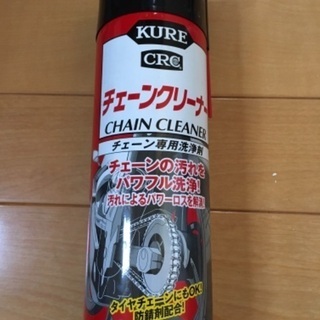 KURE
CRC
チェーンクリーナー
CHAIN CLEANER
チェーン専用洗浄剤
チェーンの汚れを
パワフル洗浄!
汚れによるパワーロスを解消!
タイヤチェーンにもOK!
防錆剤配合!